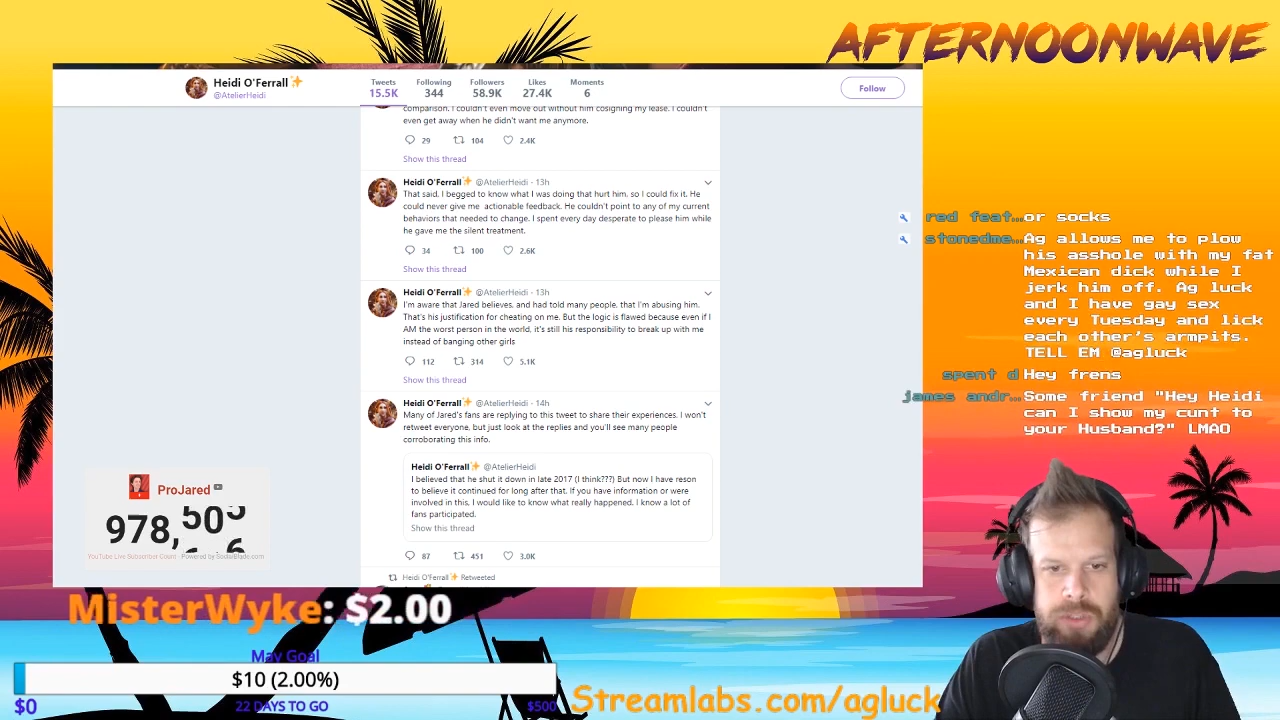 AFTERNOONWAVE
Heidi O'Ferrall✨
@AtelierHeidi
Tweets
15.5K
Following
344
Followers
58.9K
Likes
27.4K
Moments
6
Follow
comparison. I couldn't even move out without him cosigning my lease. I couldn't
even get away when he didn't want me anymore.
29 104 2.4K
Show this thread
Heidi O'Ferrall✨ @AtelierHeidi · 13h
That said, I begged to know what I was doing that hurt him, so I could fix it. He
could never give me actionable feedback. He couldn't point to any of my current
behaviors that needed to change. I spent every day desperate to please him while
he gave me the silent treatment.
34 100 2.6K
Show this thread
Heidi O'Ferrall✨ @AtelierHeidi · 13h
I'm aware that Jared believes, and had told many people, that I'm abusing him.
That's his justification for cheating on me. But the logic is flawed because even if I
AM the worst person in the world, it's still his responsibility to break up with me
instead of banging other girls
112 314 5.1K
Show this thread
Heidi O'Ferrall✨ @AtelierHeidi · 14h
Many of Jared's fans are replying to this tweet to share their experiences. I won't
retweet everyone, but just look at the replies and you'll see many people
corroborating this info.
Heidi O'Ferrall✨ @AtelierHeidi
I believed that he shut it down in late 2017 (I think???) But now I have reson
to believe it continued for long after that. If you have information or were
involved in this, I would like to know what really happened. I know a lot of
fans participated.
Show this thread
87 451 3.0K
Heidi O'Ferrall✨ Retweeted
ProJared
978,
YouTube Live Subscriber Count - Powered by SocialBlade.com
red feat…or socks
stonedme…Ag allows me to plow
his asshole with my fat
Mexican dick while I
jerk him off. Ag luck
and I have gay sex
every Tuesday and lick
each other's armpits.
TELL EM @agluck
spent d Hey frens
james andr…Some friend "Hey Heidi
can I show my cunt to
your Husband?" LMAO
MisterWyke: $2.00
May Goal
$10 (2.00%)
$0
22 DAYS TO GO
$500
Streamlabs.com/agluck